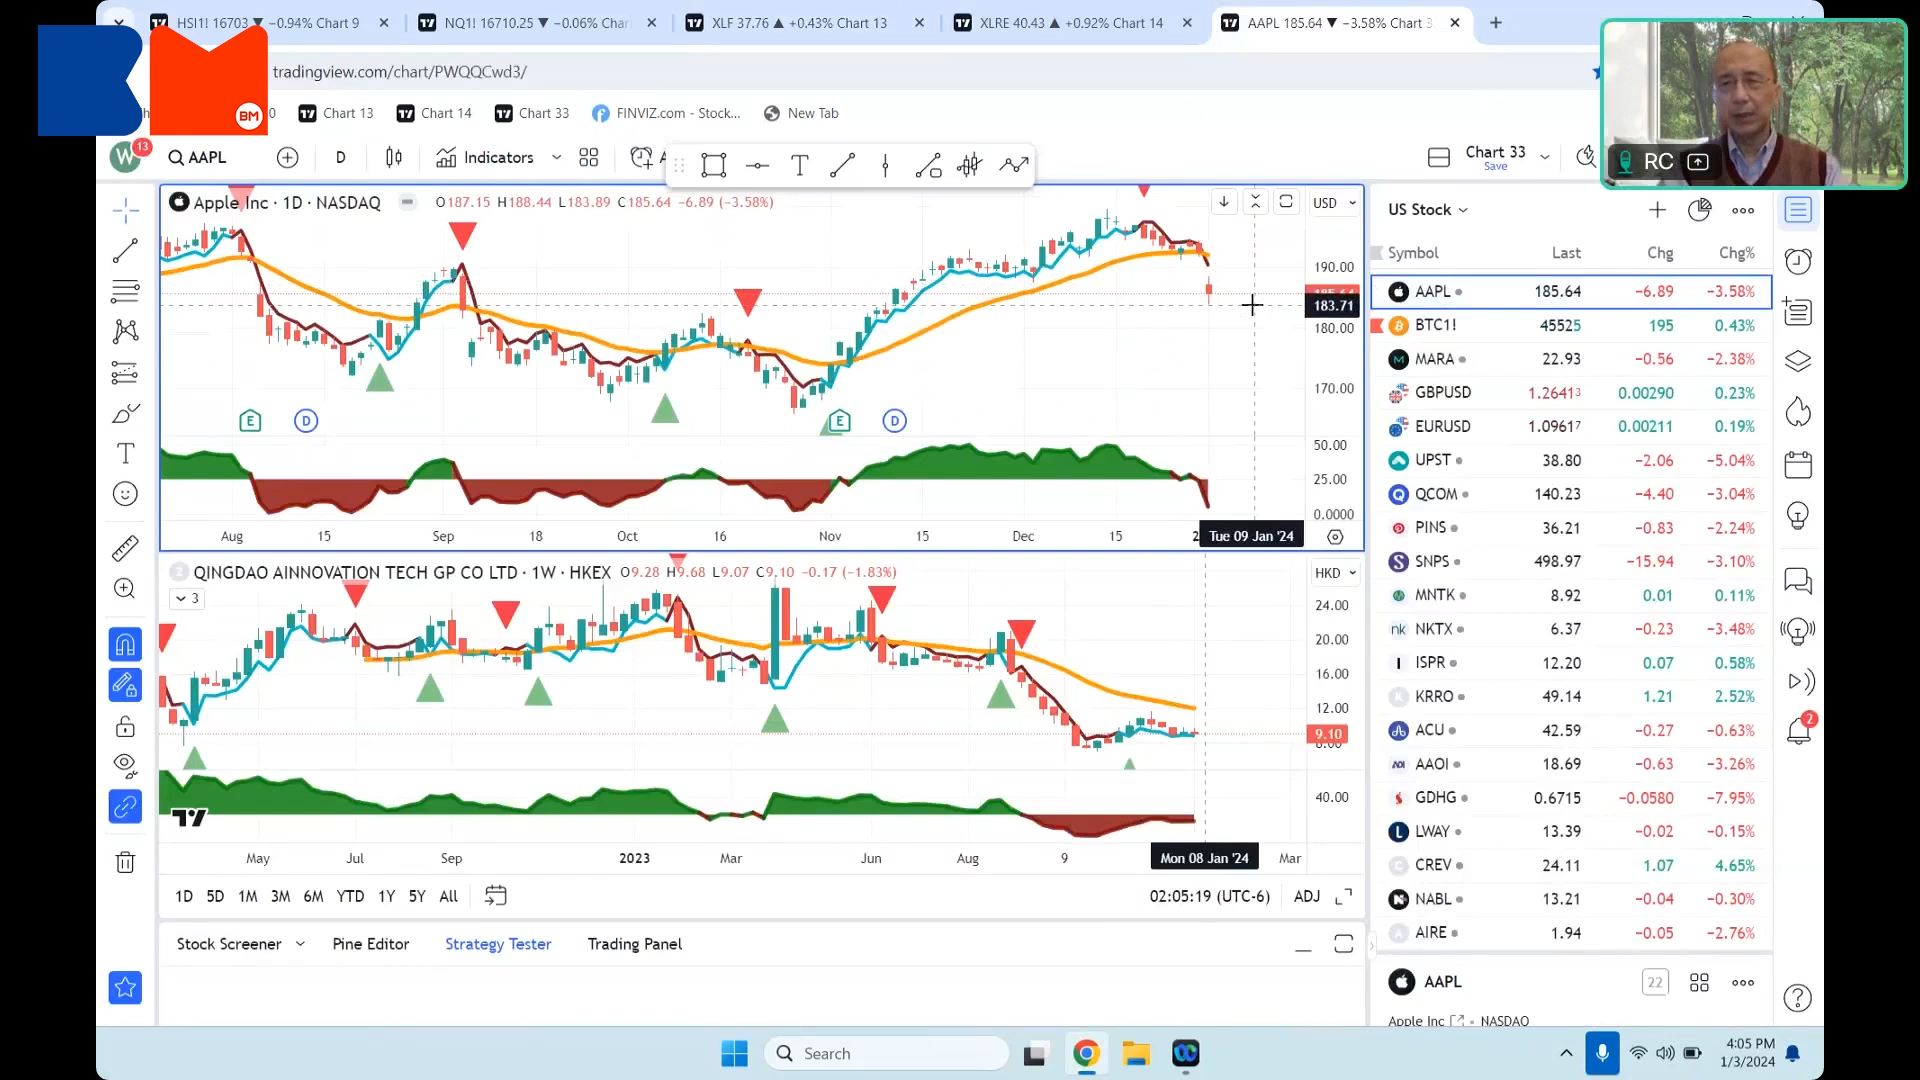 HSI1! 16703 ▼ −0.94% Chart 9
NQ1! 16710.25 ▼ −0.06% Chart
XLF 37.76 ▲ +0.43% Chart 13
XLRE 40.43 ▲ +0.92% Chart 14
AAPL 185.64 ▼ −3.58% Chart 3
tradingview.com/chart/PWQQCwd3/
BM
Chart 13
Chart 14
Chart 33
FINVIZ.com - Stock...
New Tab
W 13
AAPL
D
Indicators
Chart 33
Save
RC
Apple Inc · 1D · NASDAQ
O187.15 H188.44 L183.89 C185.64 −6.89 (−3.58%)
USD
190.00
185.64
183.71
180.00
170.00
E D E D
50.00
25.00
0.0000
Aug 15 Sep 18 Oct 16 Nov 15 Dec 15 2
Tue 09 Jan '24
2 QINGDAO AINNOVATION TECH GP CO LTD · 1W · HKEX
O9.28 H9.68 L9.07 C9.10 −0.17 (−1.83%)
HKD
3
24.00
20.00
16.00
12.00
9.10
8.00
40.00
May Jul Sep 2023 Mar Jun Aug 9
Mon 08 Jan '24
Mar
1D 5D 1M 3M 6M YTD 1Y 5Y All
02:05:19 (UTC-6) ADJ
Stock Screener
Pine Editor
Strategy Tester
Trading Panel
US Stock
Symbol Last Chg Chg%
AAPL 185.64 −6.89 −3.58%
BTC1! 45525 195 0.43%
MARA 22.93 −0.56 −2.38%
GBPUSD 1.26413 0.00290 0.23%
EURUSD 1.09617 0.00211 0.19%
UPST 38.80 −2.06 −5.04%
QCOM 140.23 −4.40 −3.04%
PINS 36.21 −0.83 −2.24%
SNPS 498.97 −15.94 −3.10%
MNTK 8.92 0.01 0.11%
nk NKTX 6.37 −0.23 −3.48%
ISPR 12.20 0.07 0.58%
KRRO 49.14 1.21 2.52%
ACU 42.59 −0.27 −0.63%
AAOI 18.69 −0.63 −3.26%
GDHG 0.6715 −0.0580 −7.95%
LWAY 13.39 −0.02 −0.15%
CREV 24.11 1.07 4.65%
NABL 13.21 −0.04 −0.30%
AIRE 1.94 −0.05 −2.76%
AAPL
22
Apple Inc NASDAQ
2
Search
4:05 PM
1/3/2024